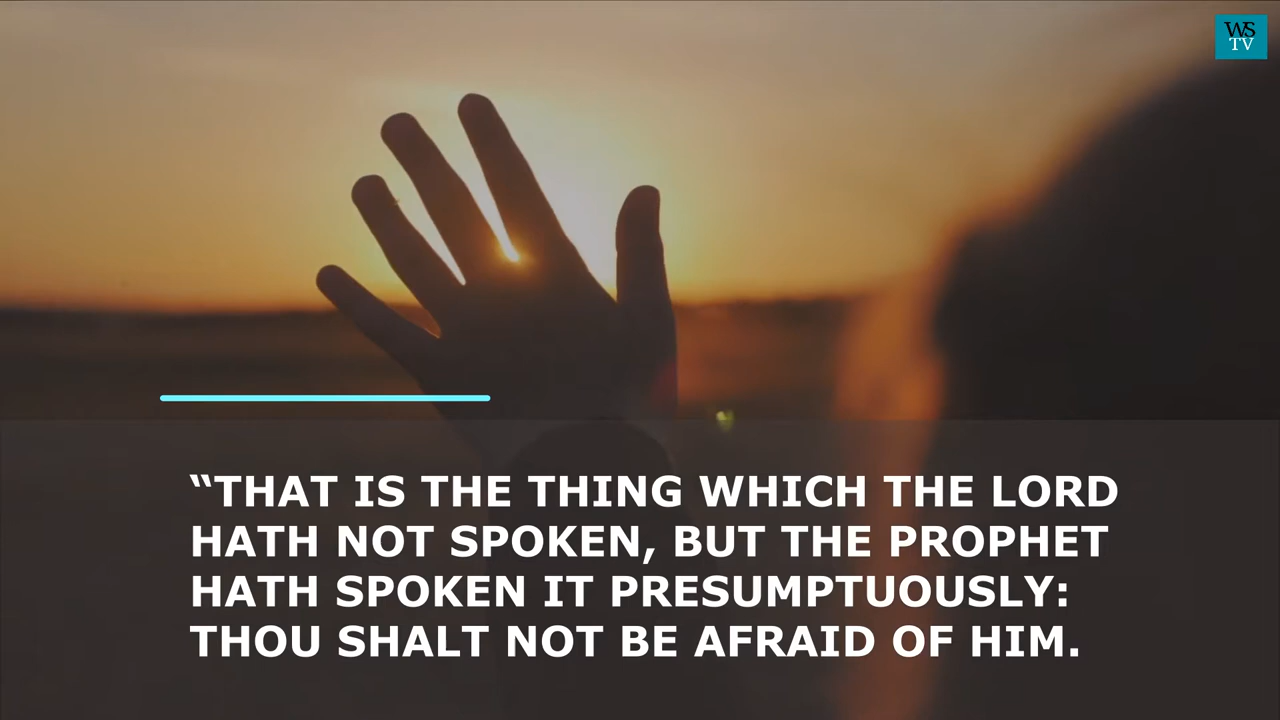 WS
TV
“THAT IS THE THING WHICH THE LORD
HATH NOT SPOKEN, BUT THE PROPHET
HATH SPOKEN IT PRESUMPTUOUSLY:
THOU SHALT NOT BE AFRAID OF HIM.